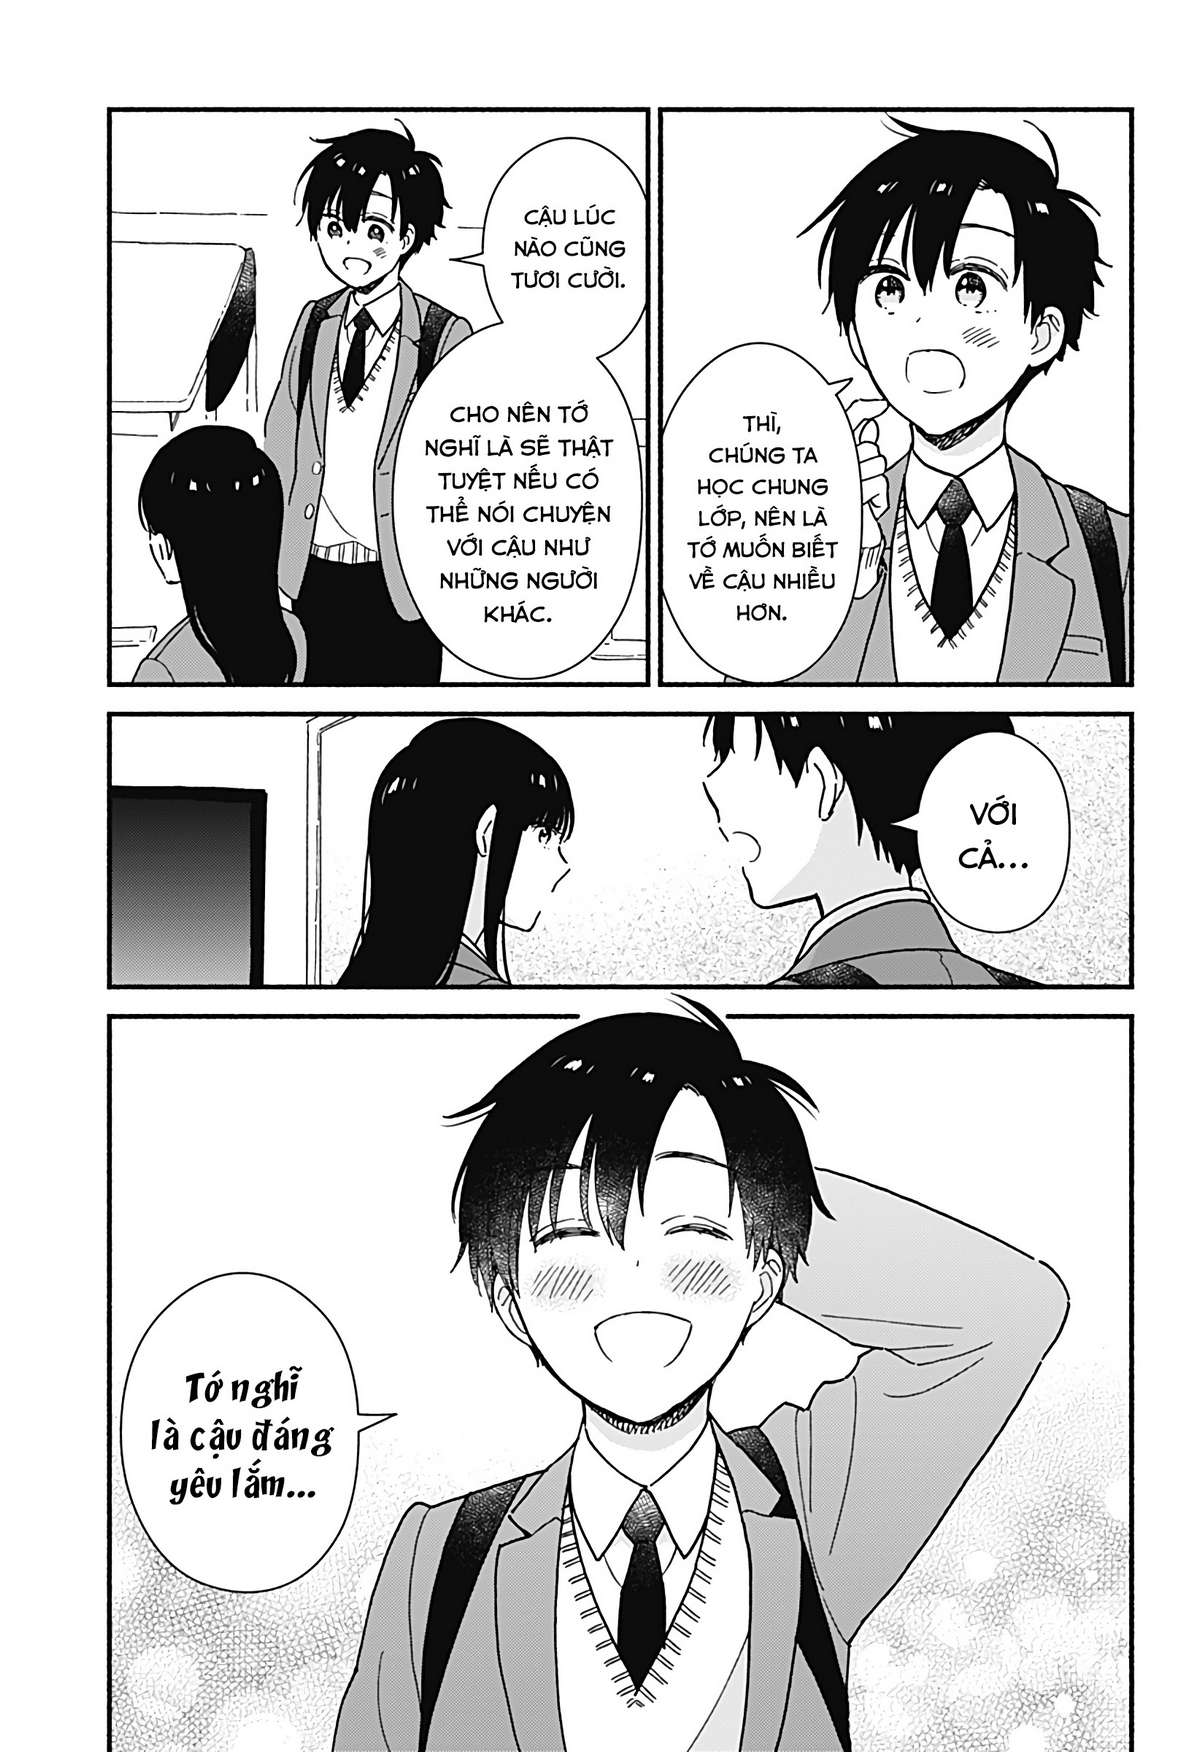 THÌ,
CHÚNG TA
HỌC CHUNG
LỚP, NÊN LÀ
TỚ MUỐN BIẾT
VỀ CẬU NHIỀU
HƠN.
CẬU LÚC
NÀO CŨNG
TƯƠI CƯỜI.
CHO NÊN TỚ
NGHĨ LÀ SẼ THẬT
TUYỆT NẾU CÓ
THỂ NÓI CHUYỆN
VỚI CẬU NHƯ
NHỮNG NGƯỜI
KHÁC.
VỚI
CẢ...
Tớ nghĩ
là cậu đáng
yêu lắm...